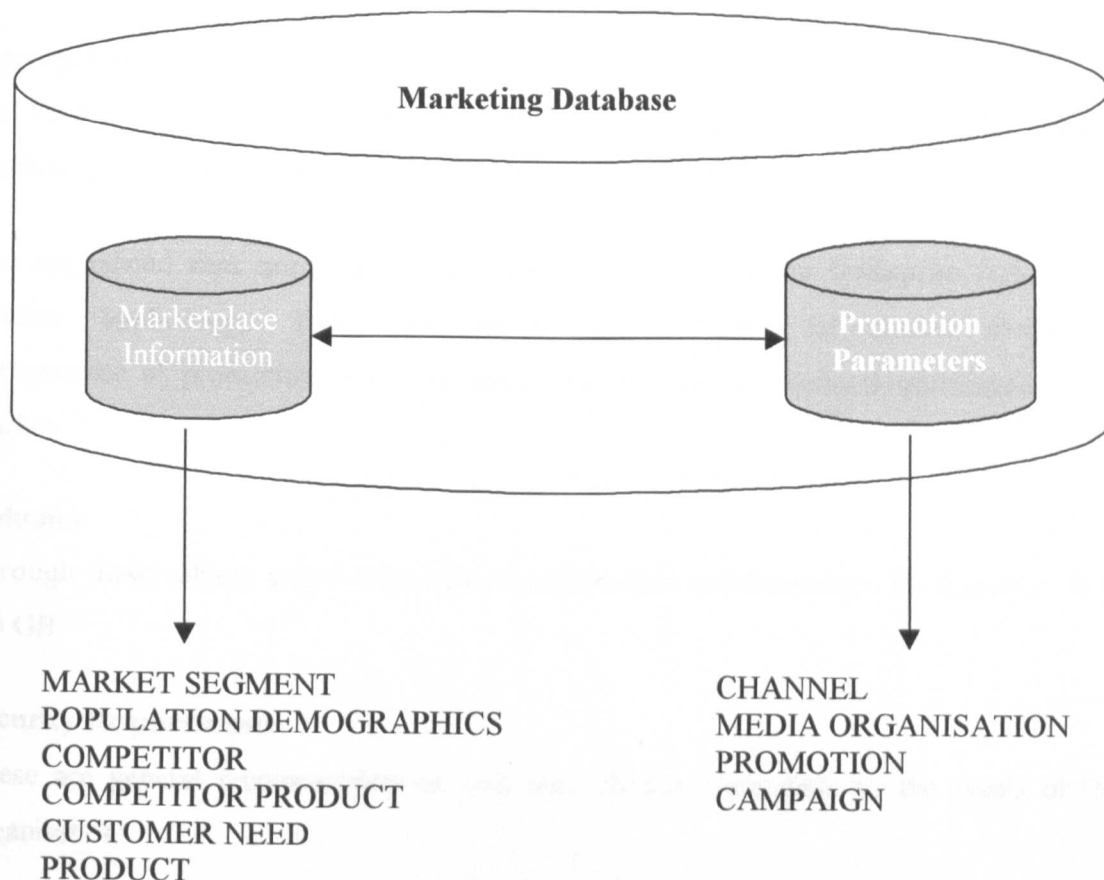 Marketing Database
Marketplace
Information
Promotion
Parameters
MARKET SEGMENT
POPULATION DEMOGRAPHICS
COMPETITOR
COMPETITOR PRODUCT
CUSTOMER NEED
PRODUCT
CHANNEL
MEDIA ORGANISATION
PROMOTION
CAMPAIGN